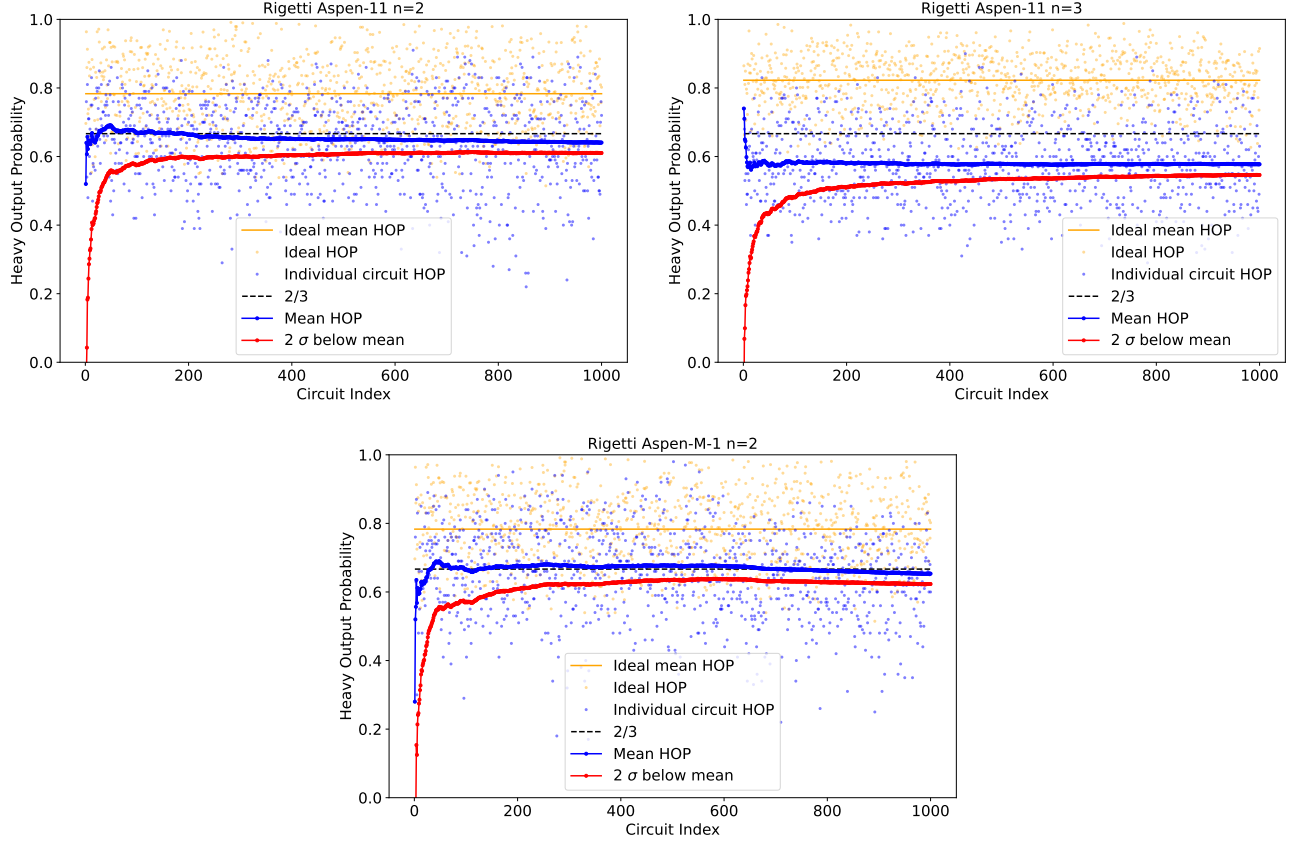 Rigetti Aspen-11 n=2
Heavy Output Probability
1.0
0.8
0.6
0.4
0.2
0.0
Ideal mean HOP
Ideal HOP
Individual circuit HOP
2/3
Mean HOP
2 σ below mean
0 200 400 600 800 1000
Circuit Index
Rigetti Aspen-11 n=3
Heavy Output Probability
1.0
0.8
0.6
0.4
0.2
0.0
Ideal mean HOP
Ideal HOP
Individual circuit HOP
2/3
Mean HOP
2 σ below mean
0 200 400 600 800 1000
Circuit Index
Rigetti Aspen-M-1 n=2
Heavy Output Probability
1.0
0.8
0.6
0.4
0.2
0.0
Ideal mean HOP
Ideal HOP
Individual circuit HOP
2/3
Mean HOP
2 σ below mean
0 200 400 600 800 1000
Circuit Index